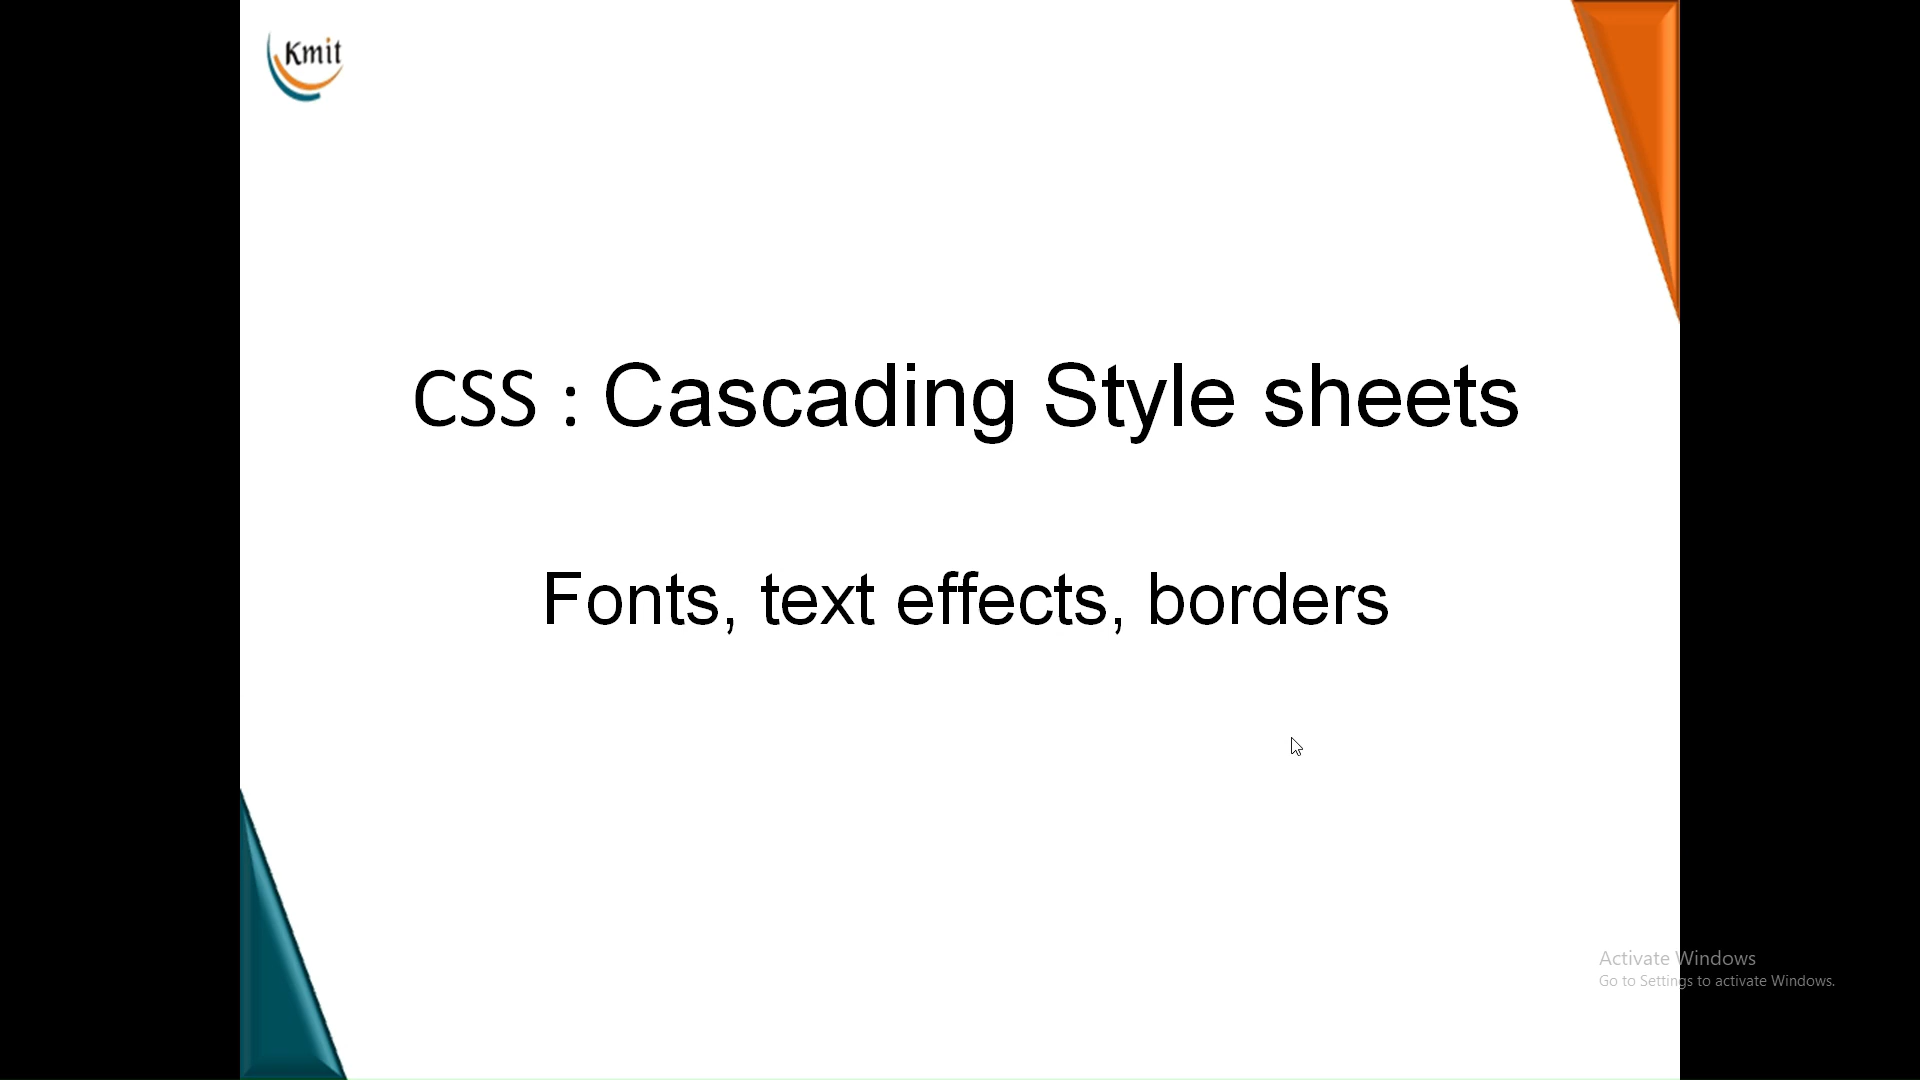 Kmit
CSS : Cascading Style sheets
Fonts, text effects, borders
Activate Windows
Go to Settings to activate Windows.